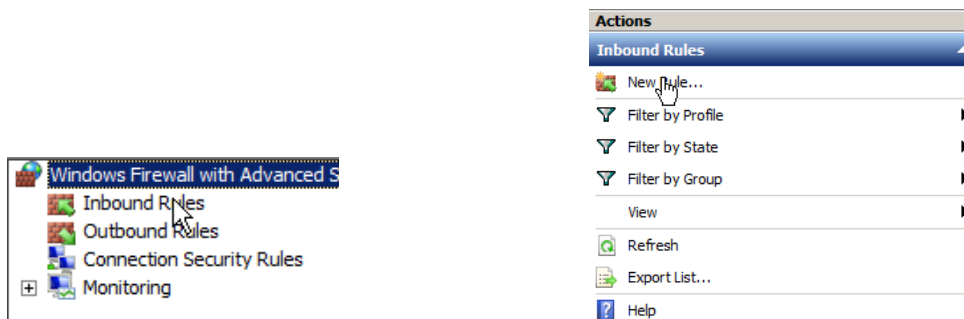 Windows Firewall with Advanced S
Inbound Rules
Outbound Rules
Connection Security Rules
Monitoring
Actions
Inbound Rules
New Rule...
Filter by Profile
Filter by State
Filter by Group
View
Refresh
Export List...
Help